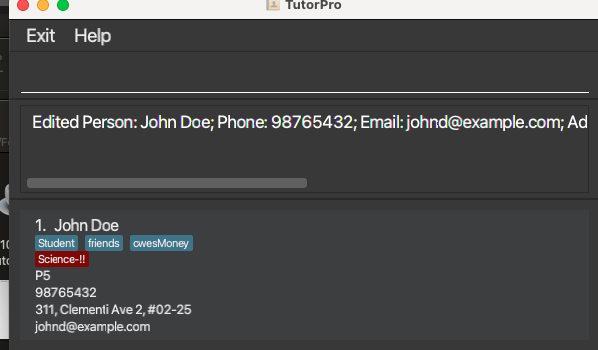 TutorPro
Exit Help
Edited Person: John Doe; Phone: 98765432; Email: johnd@example.com; Ad
1. John Doe
Student friends owesMoney
Science-!!
P5
98765432
311, Clementi Ave 2, #02-25
johnd@example.com